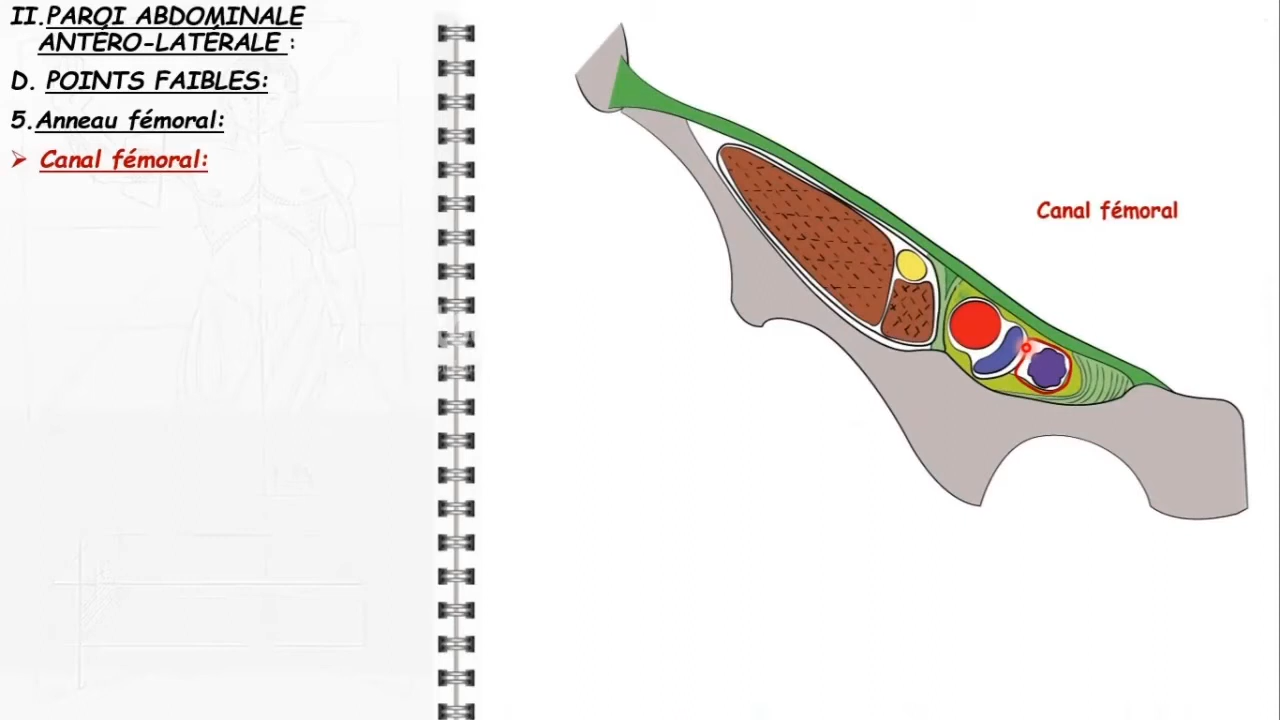 II.PAROI ABDOMINALE
ANTÉRO-LATÉRALE :
D. POINTS FAIBLES:
5.Anneau fémoral:
➢ Canal fémoral:
Canal fémoral